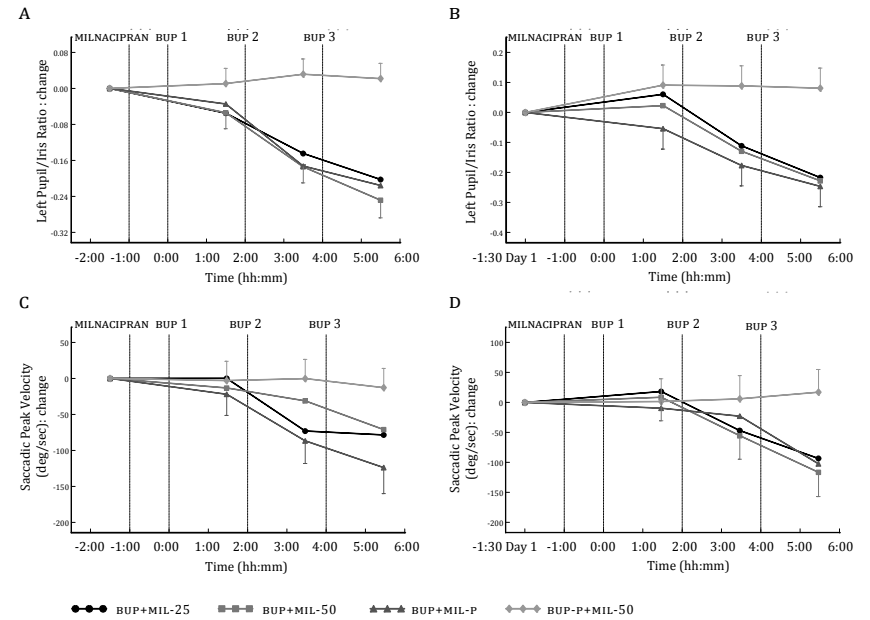 A
MILNACIPRAN BUP 1 BUP 2 BUP 3
0.08
0.00
-0.08
-0.16
-0.24
-0.32
Left Pupil/Iris Ratio : change
-2:00 -1:00 0:00 1:00 2:00 3:00 4:00 5:00 6:00
Time (hh:mm)
B
MILNACIPRAN BUP 1 BUP 2 BUP 3
0.2
0.1
0.0
-0.1
-0.2
-0.3
-0.4
Left Pupil/Iris Ratio : change
-1:30 Day 1 -1:00 0:00 1:00 2:00 3:00 4:00 5:00 6:00
Time (hh:mm)
C
MILNACIPRAN BUP 1 BUP 2 BUP 3
50
0
-50
-100
-150
-200
Saccadic Peak Velocity
(deg/sec): change
-2:00 -1:00 0:00 1:00 2:00 3:00 4:00 5:00 6:00
Time (hh:mm)
D
MILNACIPRAN BUP 1 BUP 2 BUP 3
100
50
0
-50
-100
-150
-200
Saccadic Peak Velocity
(deg/sec): change
-1:30 Day 1 -1:00 0:00 1:00 2:00 3:00 4:00 5:00 6:00
Time (hh:mm)
BUP+MIL-25 BUP+MIL-50 BUP+MIL-P BUP-P+MIL-50